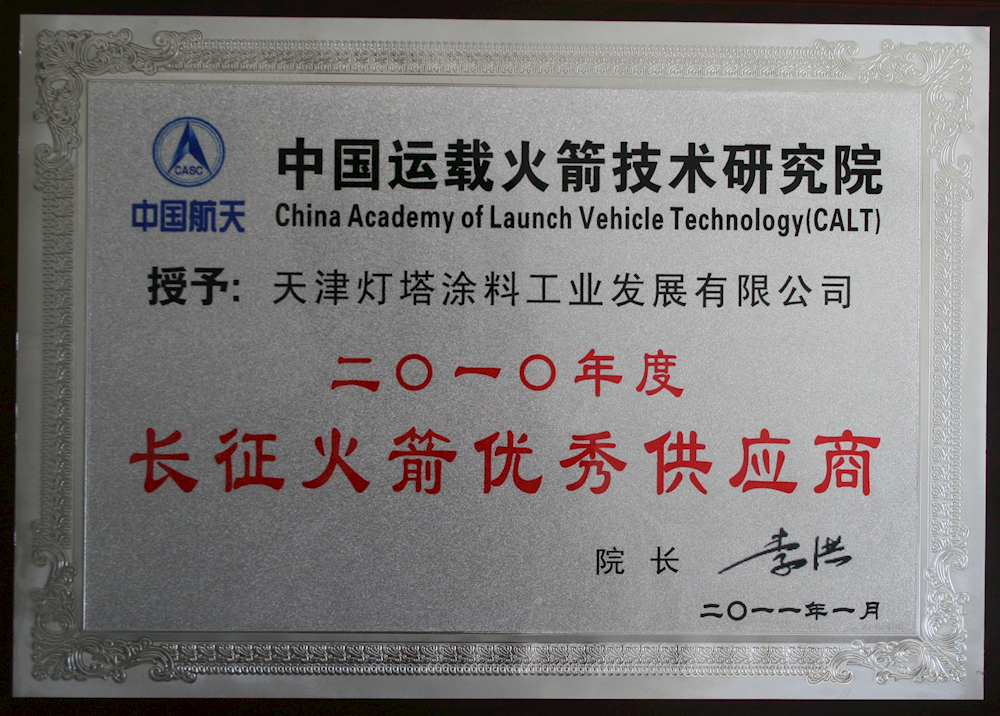 CASC
中国航天
中国运载火箭技术研究院
China Academy of Launch Vehicle Technology(CALT)
授予: 天津灯塔涂料工业发展有限公司
二〇一〇年度
长征火箭优秀供应商
院长 李洪
二〇一一年一月